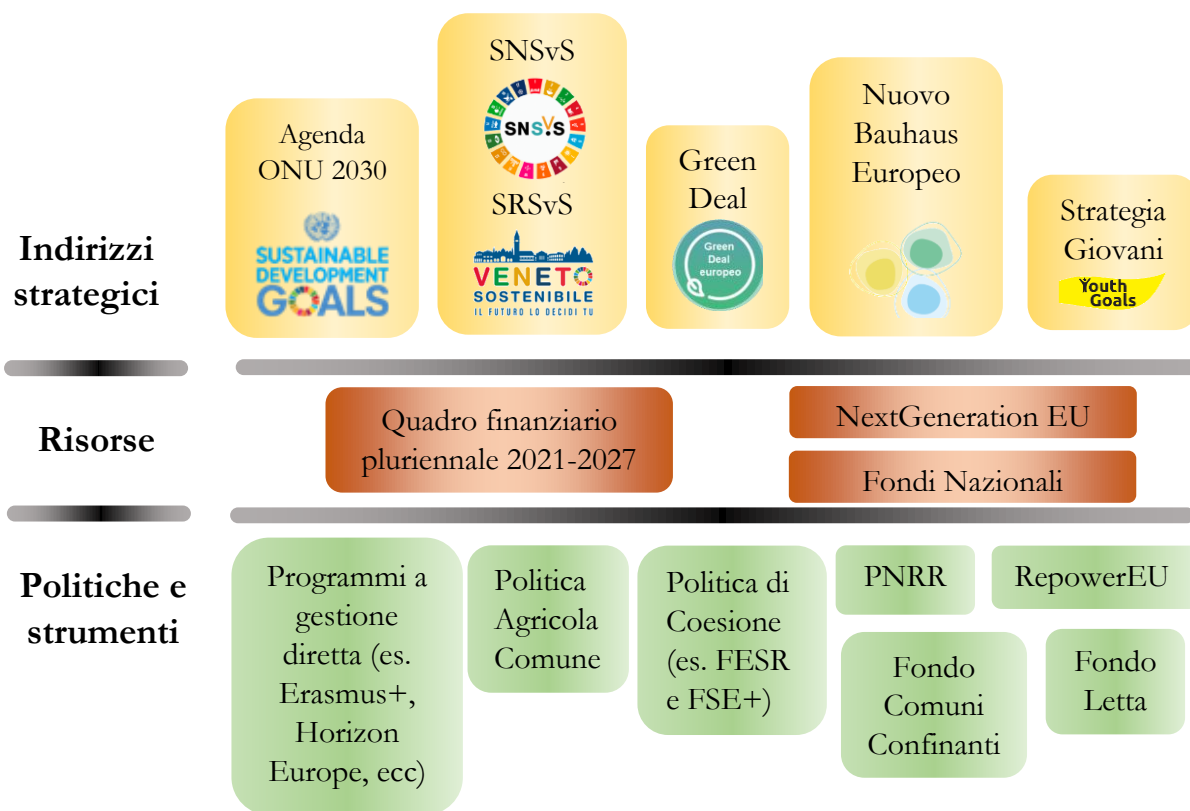 Indirizzi
strategici
Agenda
ONU 2030
SUSTAINABLE
DEVELOPMENT
GOALS
SNSvS
SNSVS
SRSvS
VENETO
SOSTENIBILE
IL FUTURO LO DECIDI TU
Green
Deal
Green
Deal
europeo
Nuovo
Bauhaus
Europeo
Strategia
Giovani
Youth
Goals
Risorse
Quadro finanziario
pluriennale 2021-2027
NextGeneration EU
Fondi Nazionali
Politiche e
strumenti
Programmi a
gestione
diretta (es.
Erasmus+,
Horizon
Europe, ecc)
Politica
Agricola
Comune
Politica di
Coesione
(es. FESR
e FSE+)
PNRR
RepowerEU
Fondo
Comuni
Confinanti
Fondo
Letta